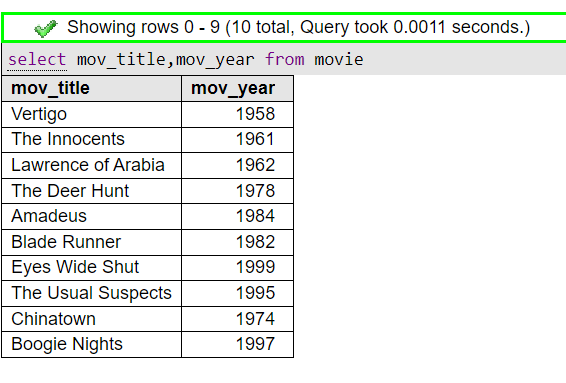 Showing rows 0 - 9 (10 total, Query took 0.0011 seconds.)
select mov_title,mov_year from movie
mov_title mov_year
Vertigo 1958
The Innocents 1961
Lawrence of Arabia 1962
The Deer Hunt 1978
Amadeus 1984
Blade Runner 1982
Eyes Wide Shut 1999
The Usual Suspects 1995
Chinatown 1974
Boogie Nights 1997